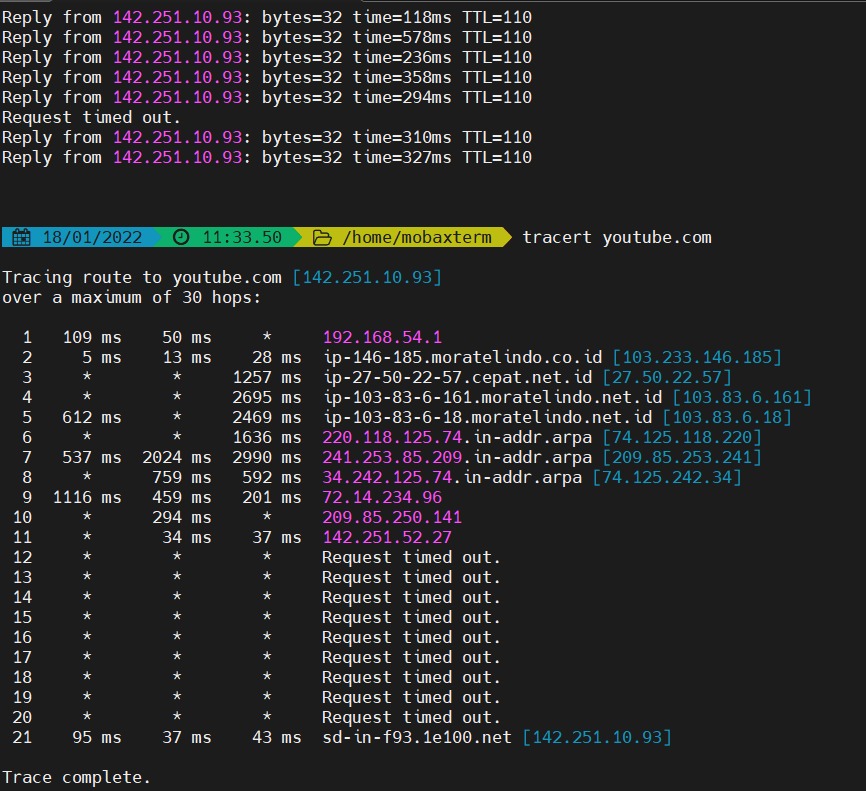 Reply from 142.251.10.93: bytes=32 time=118ms TTL=110
Reply from 142.251.10.93: bytes=32 time=578ms TTL=110
Reply from 142.251.10.93: bytes=32 time=236ms TTL=110
Reply from 142.251.10.93: bytes=32 time=358ms TTL=110
Reply from 142.251.10.93: bytes=32 time=294ms TTL=110
Request timed out.
Reply from 142.251.10.93: bytes=32 time=310ms TTL=110
Reply from 142.251.10.93: bytes=32 time=327ms TTL=110
18/01/2022 11:33.50 /home/mobaxterm tracert youtube.com
Tracing route to youtube.com [142.251.10.93]
over a maximum of 30 hops:
1 109 ms 50 ms * 192.168.54.1
2 5 ms 13 ms 28 ms ip-146-185.moratelindo.co.id [103.233.146.185]
3 * * 1257 ms ip-27-50-22-57.cepat.net.id [27.50.22.57]
4 * * 2695 ms ip-103-83-6-161.moratelindo.net.id [103.83.6.161]
5 612 ms * 2469 ms ip-103-83-6-18.moratelindo.net.id [103.83.6.18]
6 * * 1636 ms 220.118.125.74.in-addr.arpa [74.125.118.220]
7 537 ms 2024 ms 2990 ms 241.253.85.209.in-addr.arpa [209.85.253.241]
8 * 759 ms 592 ms 34.242.125.74.in-addr.arpa [74.125.242.34]
9 1116 ms 459 ms 201 ms 72.14.234.96
10 * 294 ms * 209.85.250.141
11 * 34 ms 37 ms 142.251.52.27
12 * * * Request timed out.
13 * * * Request timed out.
14 * * * Request timed out.
15 * * * Request timed out.
16 * * * Request timed out.
17 * * * Request timed out.
18 * * * Request timed out.
19 * * * Request timed out.
20 * * * Request timed out.
21 95 ms 37 ms 43 ms sd-in-f93.1e100.net [142.251.10.93]
Trace complete.